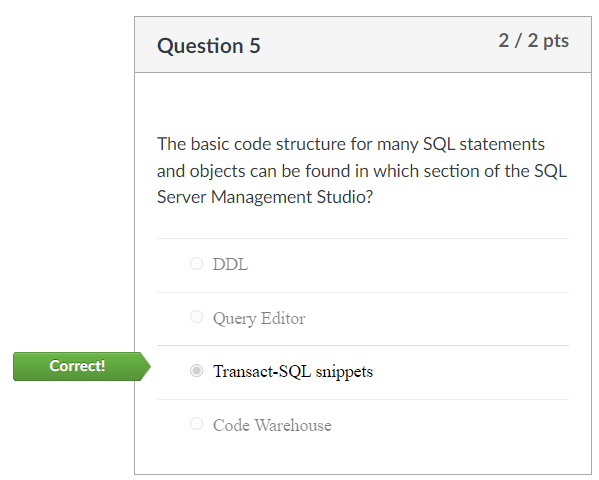 Question 5
2 / 2 pts
The basic code structure for many SQL statements
and objects can be found in which section of the SQL
Server Management Studio?
DDL
Query Editor
Correct!
Transact-SQL snippets
Code Warehouse